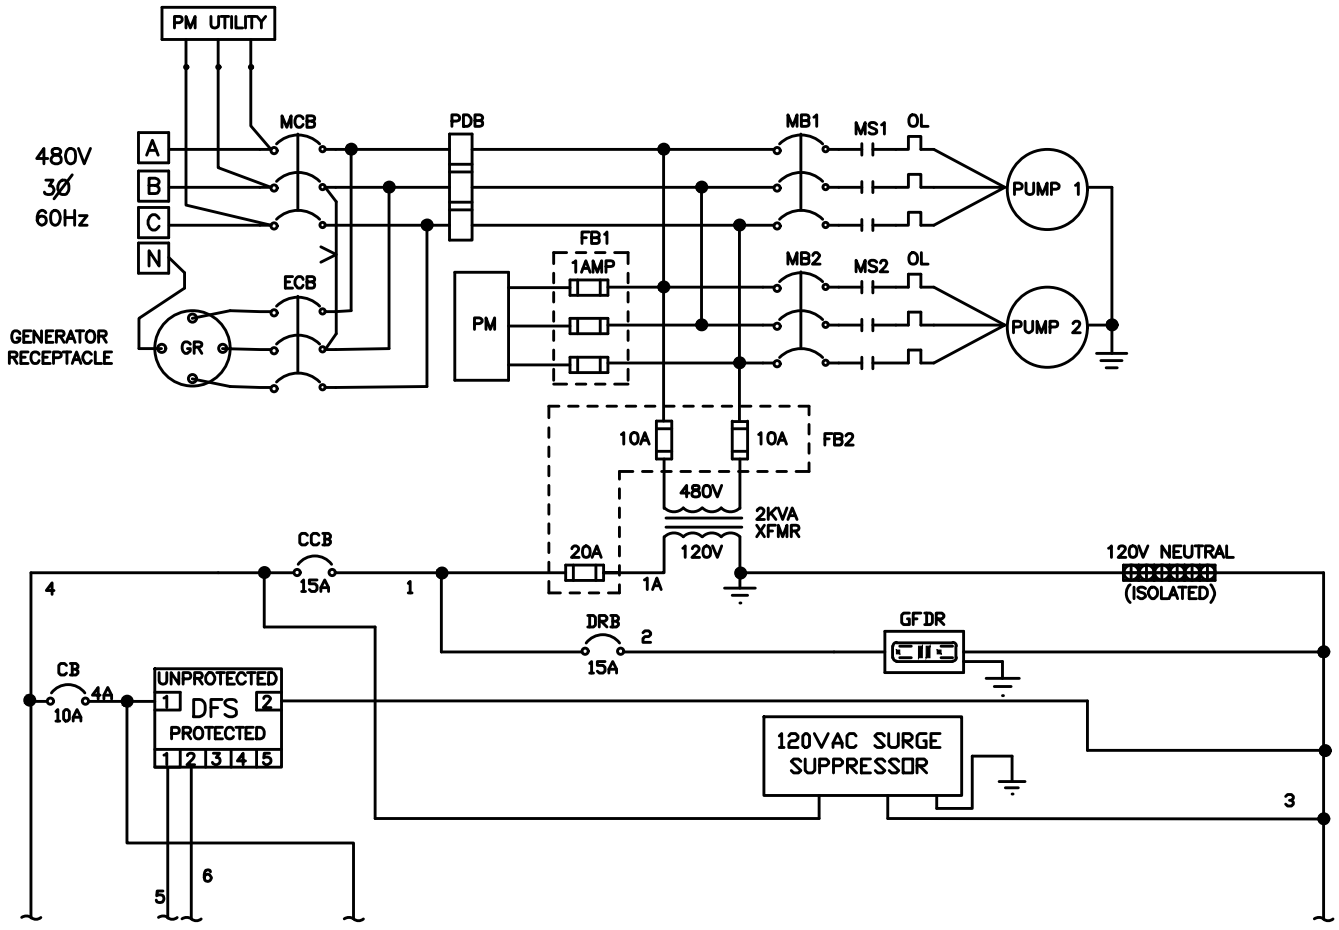 PM UTILITY
MCB
PDB
MB1
MS1
OL
A
480V
3Ø
B
PUMP 1
60Hz
C
FB1
N
1AMP
MB2
MS2
OL
ECB
GENERATOR
RECEPTACLE
GR
PM
PUMP 2
10A
10A
FB2
480V
2KVA
XFMR
CCB
20A
120V
120V NEUTRAL
4
15A
1
1A
(ISOLATED)
DRB
2
GFDR
CB
15A
4A
UNPROTECTED
10A
1
DFS
2
PROTECTED
120VAC SURGE
SUPPRESSOR
1 2 3 4 5
3
6
5